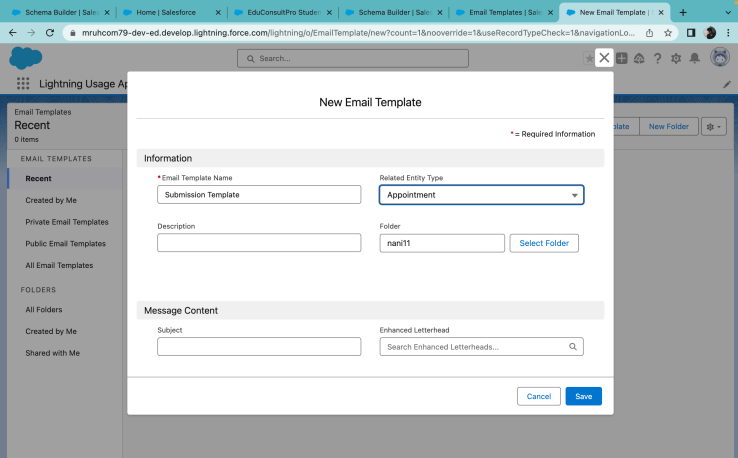 Schema Builder | Sales
Home | Salesforce
EduConsultPro Studen
Schema Builder | Sales
Email Templates | Sale
New Email Template | S
mruhcom79-dev-ed.develop.lightning.force.com/lightning/o/EmailTemplate/new?count=1&nooverride=1&useRecordTypeCheck=1&navigationLo...
Search...
Lightning Usage Ap
Email Templates
Recent
0 items
plate
New Folder
EMAIL TEMPLATES
Recent
Created by Me
Private Email Templates
Public Email Templates
All Email Templates
FOLDERS
All Folders
Created by Me
Shared with Me
New Email Template
* = Required Information
Information
* Email Template Name
Submission Template
Related Entity Type
Appointment
Description
Folder
nani11
Select Folder
Message Content
Subject
Enhanced Letterhead
Search Enhanced Letterheads...
Cancel
Save